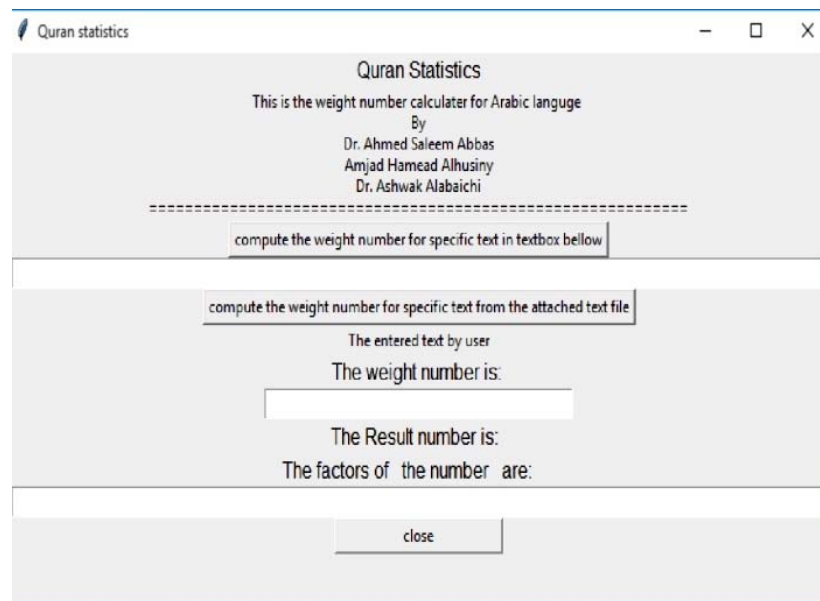 Quran statistics
Quran Statistics
This is the weight number calculater for Arabic languge
By
Dr. Ahmed Saleem Abbas
Amjad Hamead Alhusiny
Dr. Ashwak Alabaichi
============================================================
compute the weight number for specific text in textbox bellow
compute the weight number for specific text from the attached text file
The entered text by user
The weight number is:
The Result number is:
The factors of the number are:
close